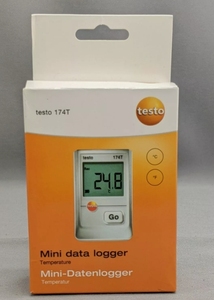 testo 174T
testo
°C
testo 174T
24.8
Go
Mini data logger
Temperature
Mini-Datenlogger
Temperatur